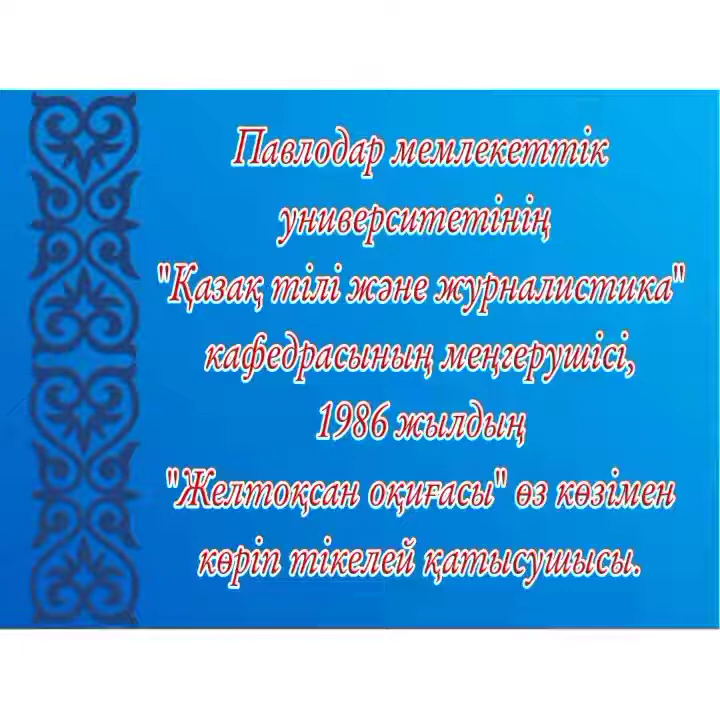 Павлодар мемлекеттік
университетінің
"Қазақ тілі және журналистика"
кафедрасының меңгерушісі,
1986 жылдың
"Желтоқсан оқиғасы" өз көзімен
көріп тікелей қатысушысы.